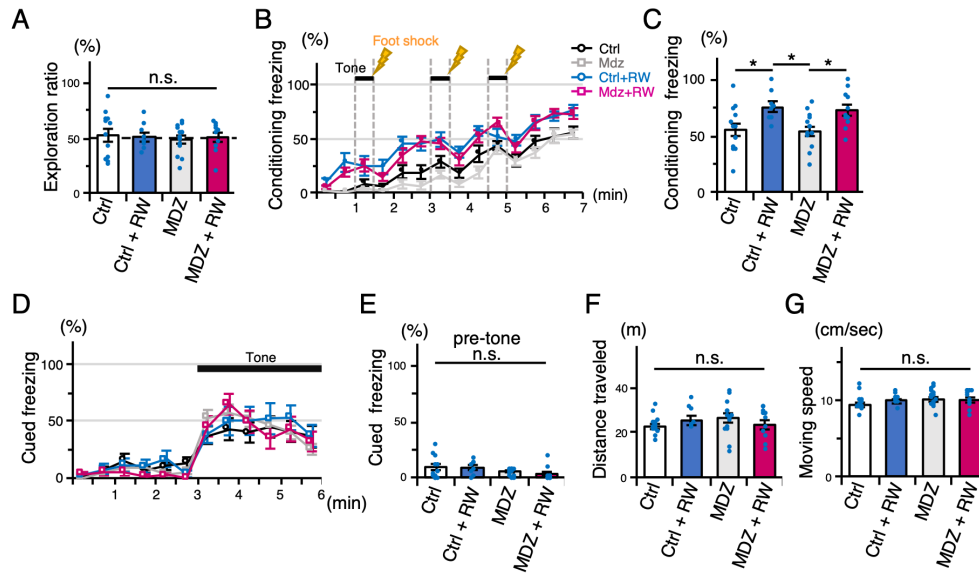 A
(%)
Exploration ratio
100
50
0
n.s.
Ctrl
Ctrl + RW
MDZ
MDZ + RW
B
(%)
Conditioning freezing
100
50
0
Foot shock
Tone
Ctrl
Mdz
Ctrl+RW
Mdz+RW
1 2 3 4 5 6 7 (min)
C
(%)
Conditioning freezing
100
50
0
* * *
Ctrl
Ctrl + RW
MDZ
MDZ + RW
D
(%)
Cued freezing
100
50
0
Tone
1 2 3 4 5 6 (min)
E
(%)
Cued freezing
100
50
0
pre-tone
n.s.
Ctrl
Ctrl + RW
MDZ
MDZ + RW
F
(m)
Distance traveled
40
20
0
n.s.
Ctrl
Ctrl + RW
MDZ
MDZ + RW
G
(cm/sec)
Moving speed
10
0
n.s.
Ctrl
Ctrl + RW
MDZ
MDZ + RW